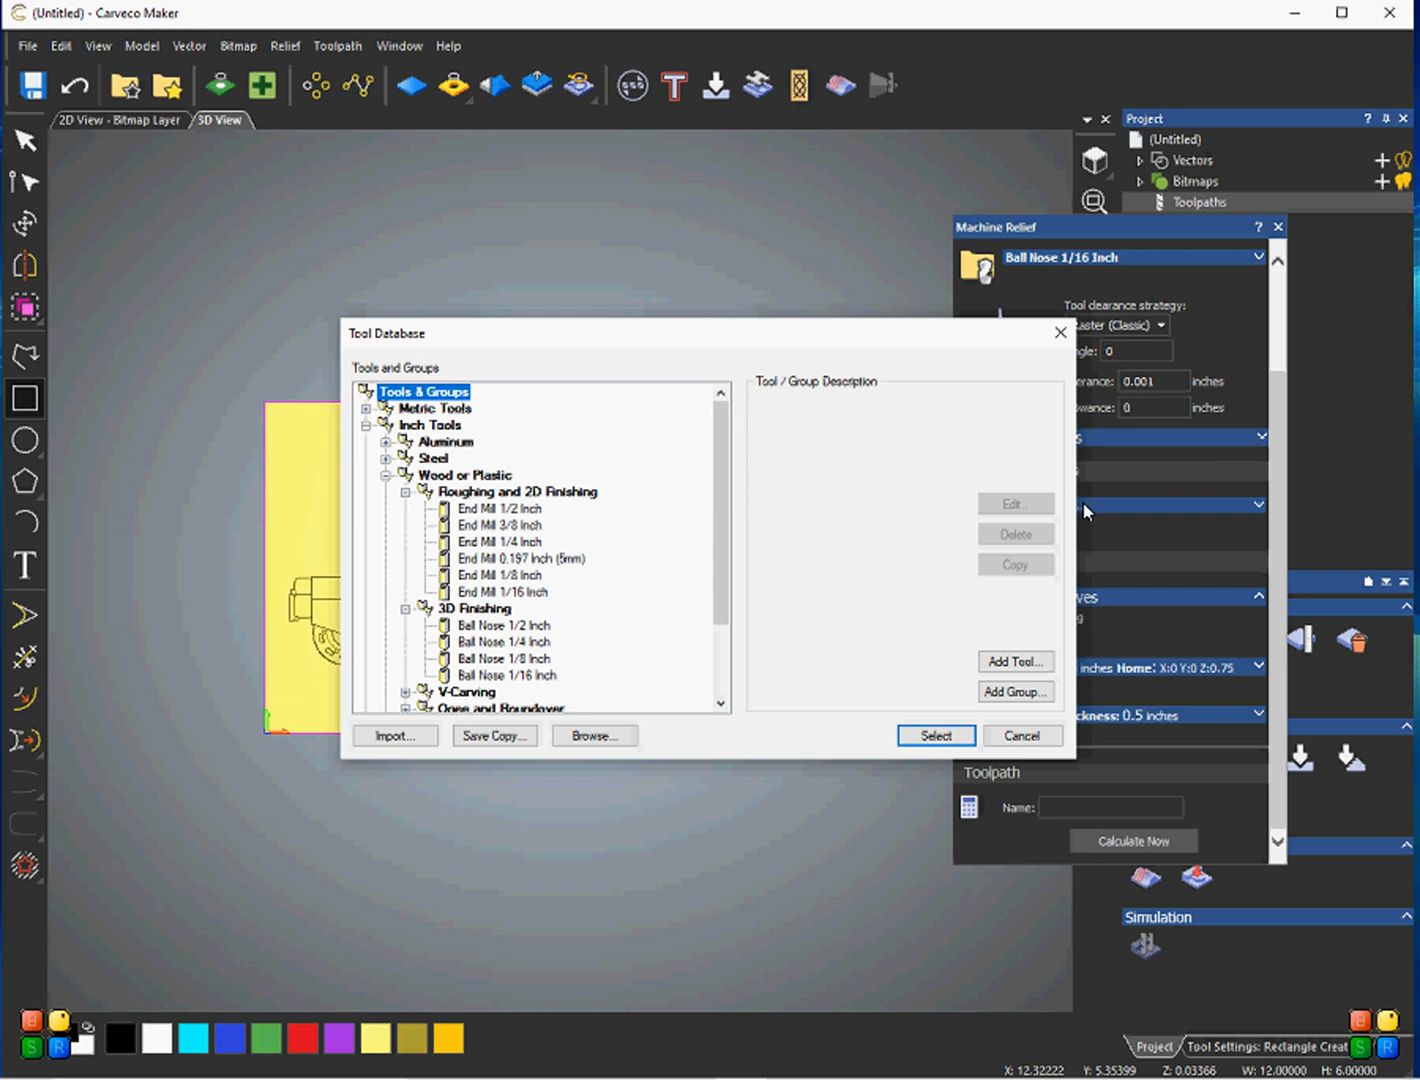 (Untitled) - Carveco Maker
File Edit View Model Vector Bitmap Relief Toolpath Window Help
2D View - Bitmap Layer 3D View
Project
(Untitled)
Vectors
Bitmaps
Toolpaths
Machine Relief
Ball Nose 1/16 Inch
Tool clearance strategy:
aster (Classic)
gle: 0
erance: 0.001 inches
wance: 0 inches
s
s
ves
g
inches Home: X:0 Y:0 Z:0.75
ckness: 0.5 inches
Toolpath
Name:
Calculate Now
Tool Database
Tools and Groups
Tools & Groups
Metric Tools
Inch Tools
Aluminum
Steel
Wood or Plastic
Roughing and 2D Finishing
End Mill 1/2 Inch
End Mill 3/8 Inch
End Mill 1/4 Inch
End Mill 0.197 Inch (5mm)
End Mill 1/8 Inch
End Mill 1/16 Inch
3D Finishing
Ball Nose 1/2 Inch
Ball Nose 1/4 Inch
Ball Nose 1/8 Inch
Ball Nose 1/16 Inch
V-Carving
Ogee and Roundover
Tool / Group Description
Edit...
Delete
Copy
Add Tool...
Add Group...
Import... Save Copy... Browse... Select Cancel
Simulation
B
S R
B
S R
Project Tool Settings: Rectangle Creat
X: 12.32222 Y: 5.35399 Z: 0.03366 W: 12.00000 H: 6.00000